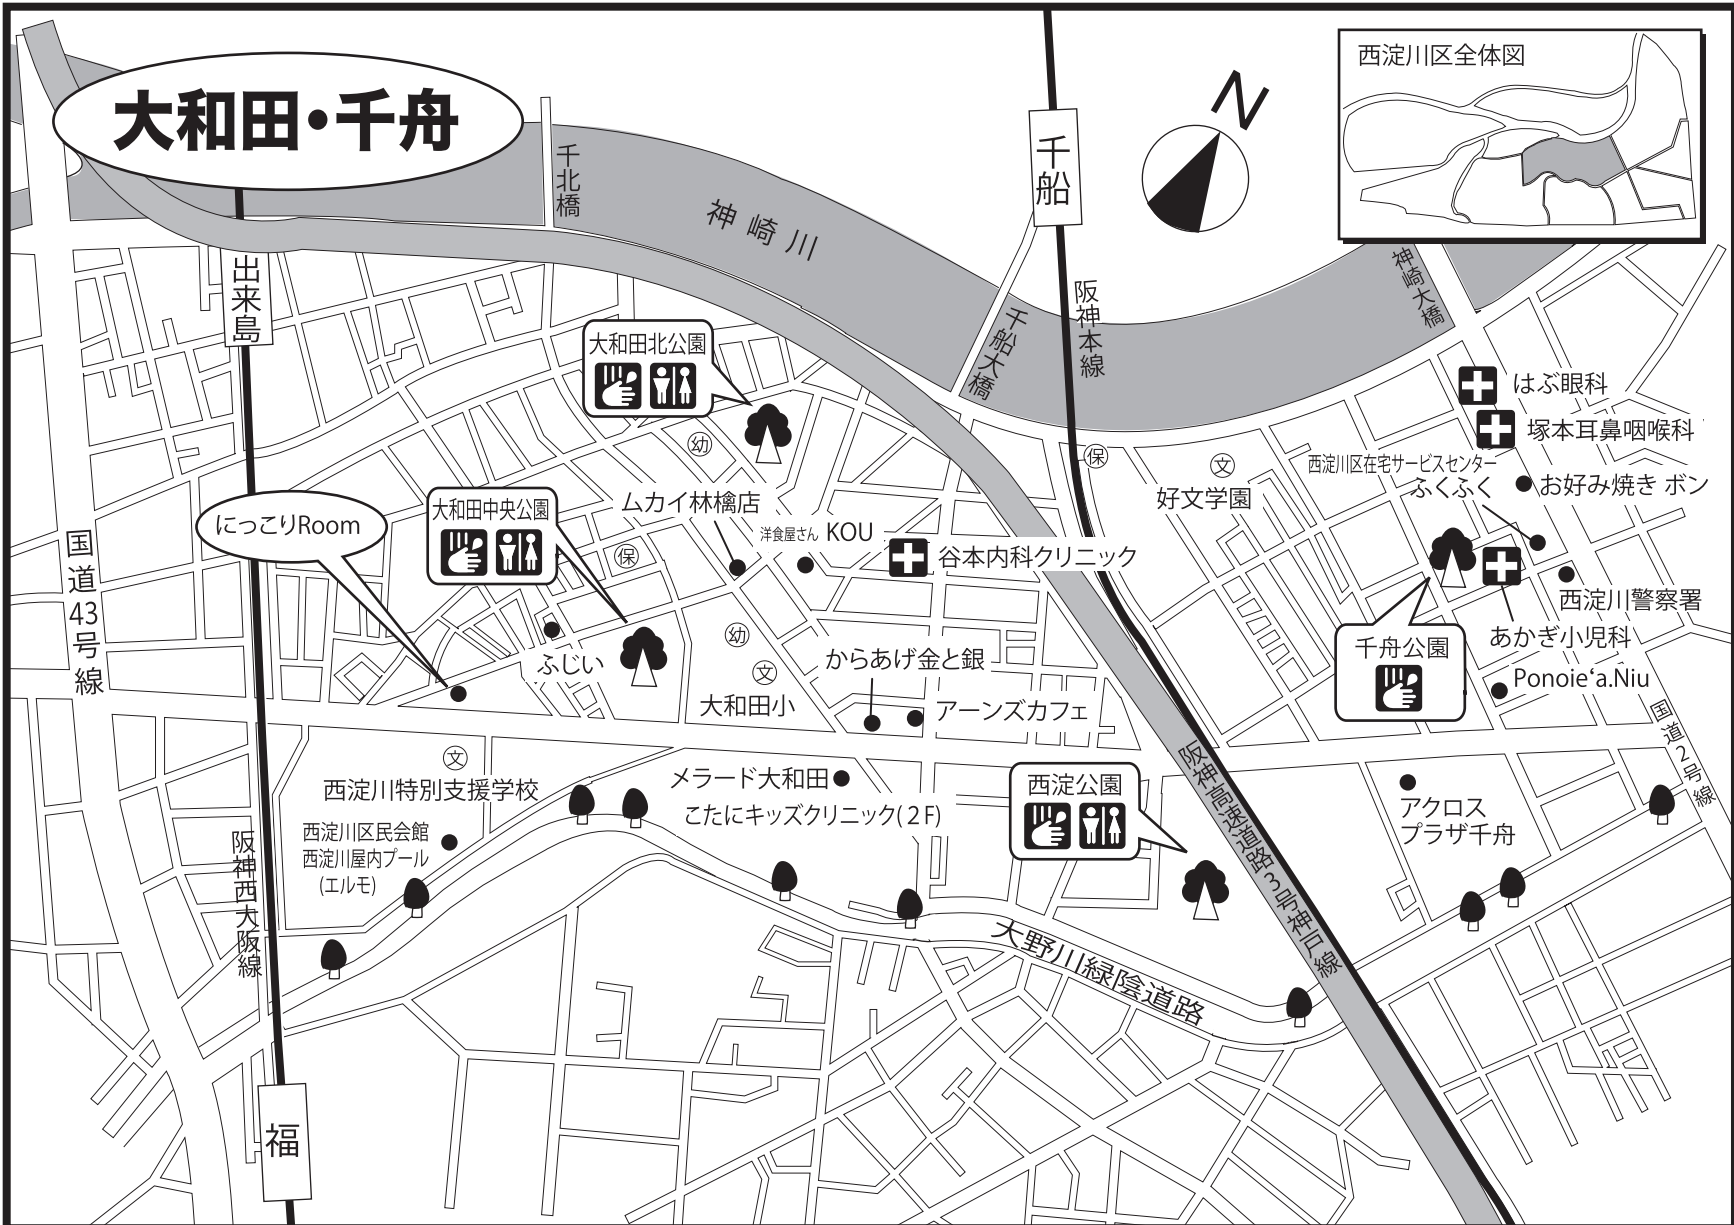 大和田・千舟
西淀川区全体図
N
千船
千北橋
神崎川
神崎大橋
出来島
阪神本線
千船大橋
大和田北公園
はぶ眼科
塚本耳鼻咽喉科
幼
保
文
西淀川区在宅サービスセンター
ふくふく
お好み焼き ボン
好文学園
ムカイ林檎店
大和田中央公園
にっこりRoom
洋食屋さん KOU
国道43号線
保
谷本内科クリニック
西淀川警察署
あかぎ小児科
千舟公園
幼
ふじい
からあげ金と銀
文
Ponoie‘a.Niu
大和田小
アーンズカフェ
国道2号線
文
西淀川特別支援学校
メラード大和田
こたにキッズクリニック(2F)
西淀公園
阪神高速道路3号神戸線
アクロス
プラザ千舟
西淀川区民会館
西淀川屋内プール
(エルモ)
阪神西大阪線
大野川緑陰道路
福